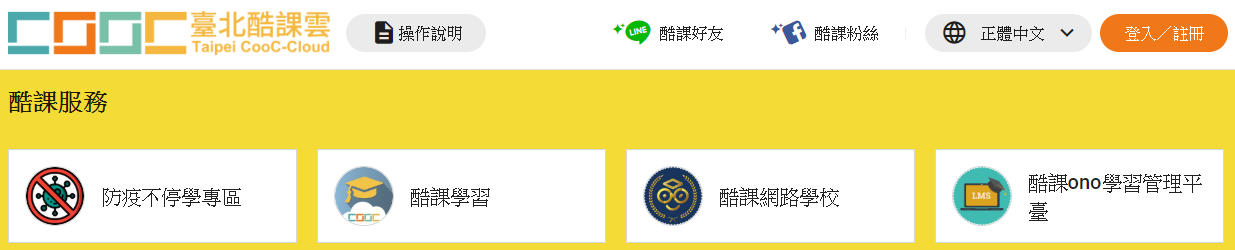 COOC 臺北酷課雲
Taipei CooC-Cloud
操作說明
LINE 酷課好友
酷課粉絲
正體中文
登入／註冊
酷課服務
防疫不停學專區
COOC 酷課學習
酷課網路學校
LMS 酷課ono學習管理平
臺